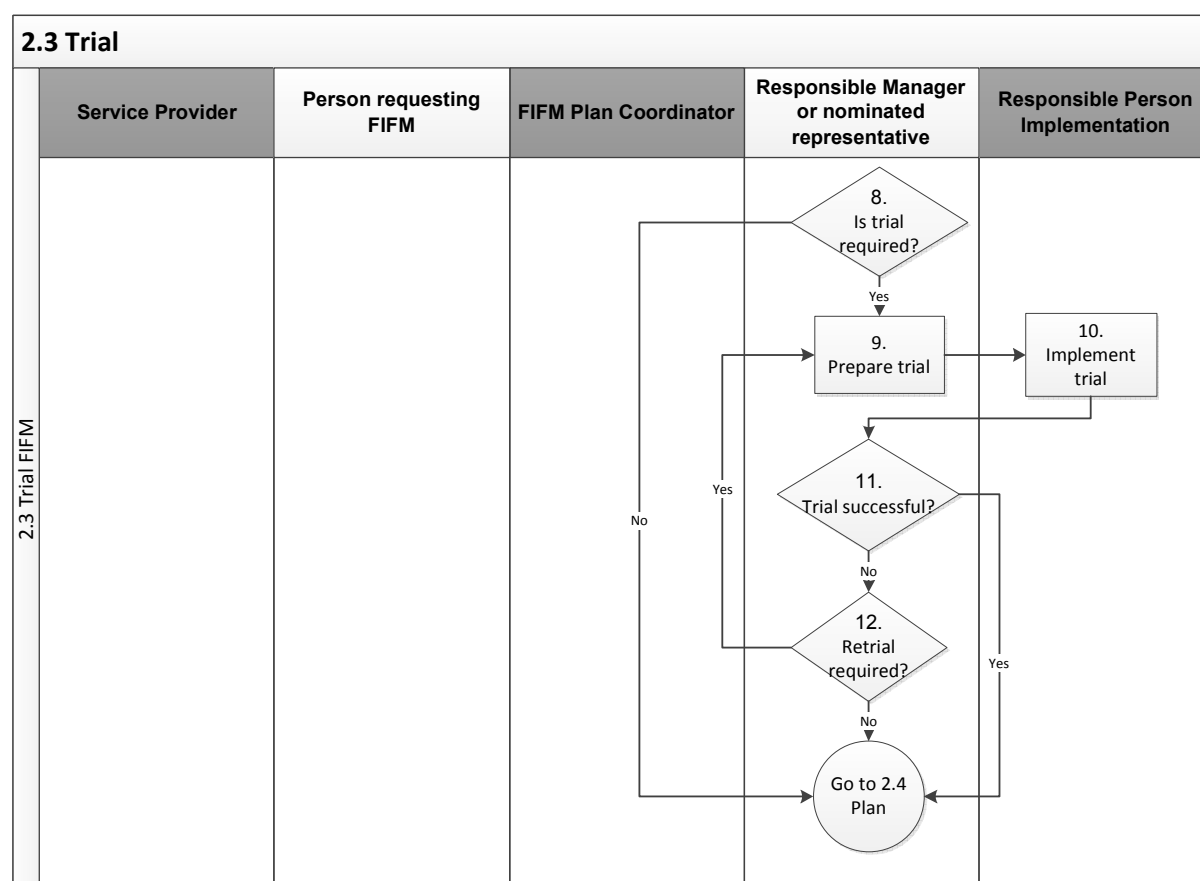 2.3 Trial
Service Provider
Person requesting
FIFM
FIFM Plan Coordinator
Responsible Manager
or nominated
representative
Responsible Person
Implementation
2.3 Trial FIFM
8.
Is trial
required?
Yes
9.
Prepare trial
10.
Implement
trial
11.
Trial successful?
Yes
No
No
12.
Retrial
required?
Yes
No
Go to 2.4
Plan